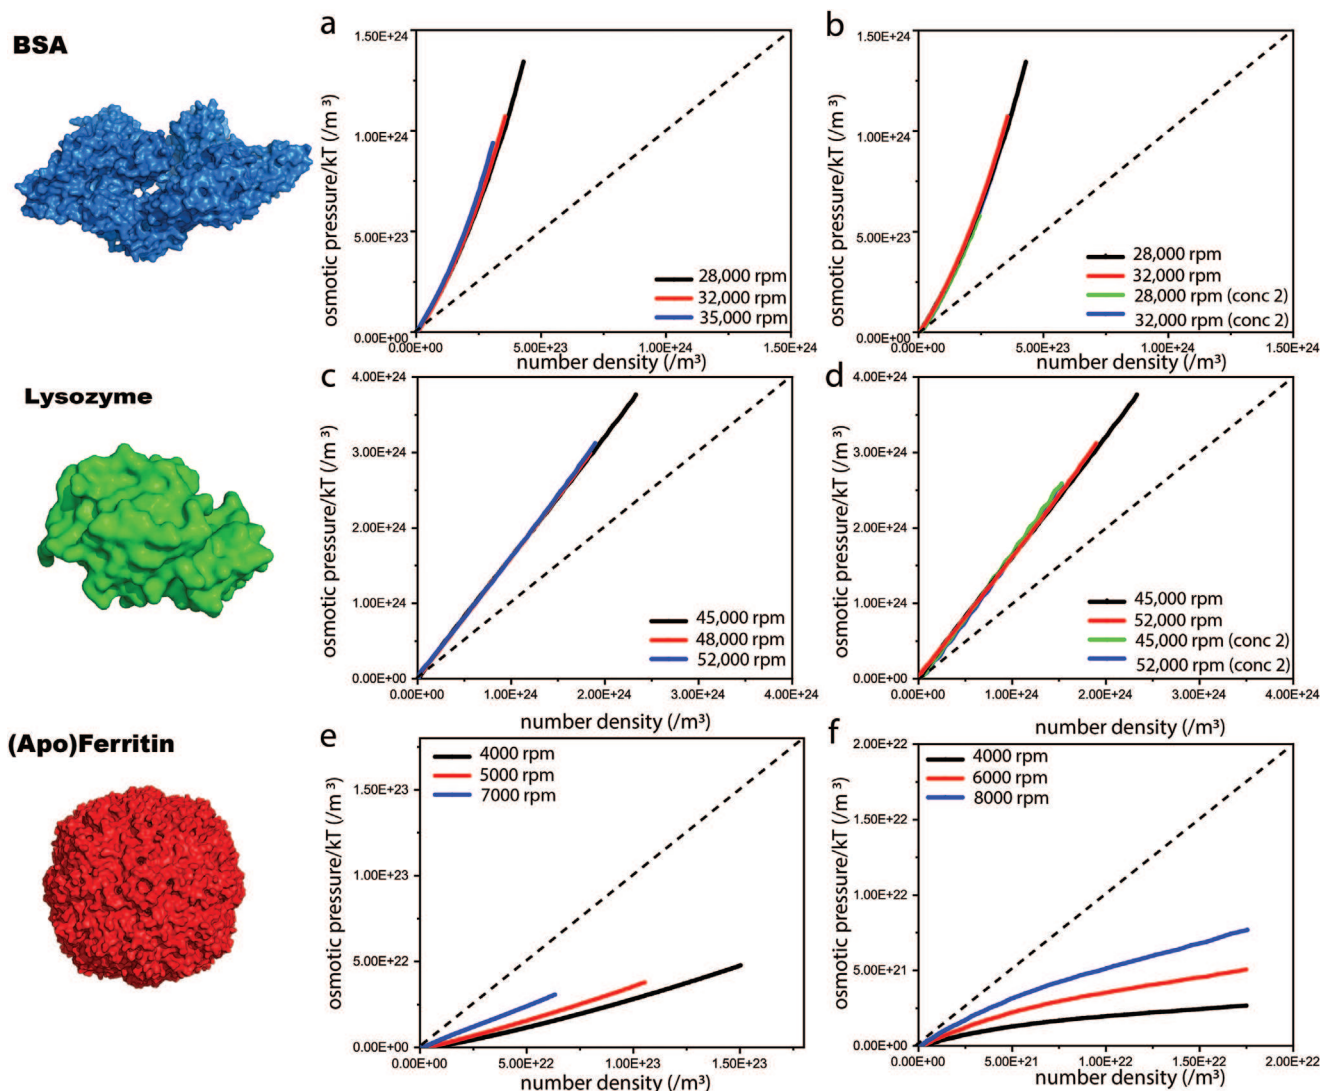 BSA
a
osmotic pressure/kT (/m³)
1.50E+24
1.00E+24
5.00E+23
0.00E+00
28,000 rpm
32,000 rpm
35,000 rpm
0.00E+00
5.00E+23
1.00E+24
1.50E+24
number density (/m³)
b
osmotic pressure/kT (/m³)
1.50E+24
1.00E+24
5.00E+23
0.00E+00
28,000 rpm
32,000 rpm
28,000 rpm (conc 2)
32,000 rpm (conc 2)
0.00E+00
5.00E+23
1.00E+24
1.50E+24
number density (/m³)
Lysozyme
c
osmotic pressure/kT (/m³)
4.00E+24
3.00E+24
2.00E+24
1.00E+24
0.00E+00
45,000 rpm
48,000 rpm
52,000 rpm
0.00E+00
1.00E+24
2.00E+24
3.00E+24
4.00E+24
number density (/m³)
d
osmotic pressure/kT (/m³)
4.00E+24
3.00E+24
2.00E+24
1.00E+24
0.00E+00
45,000 rpm
52,000 rpm
45,000 rpm (conc 2)
52,000 rpm (conc 2)
0.00E+00
1.00E+24
2.00E+24
3.00E+24
4.00E+24
number density (/m³)
(Apo)Ferritin
e
osmotic pressure/kT (/m³)
1.50E+23
1.00E+23
5.00E+22
0.00E+00
4000 rpm
5000 rpm
7000 rpm
0.00E+00
5.00E+22
1.00E+23
1.50E+23
number density (/m³)
f
osmotic pressure/kT (/m³)
2.00E+22
1.50E+22
1.00E+22
5.00E+21
0.00E+00
4000 rpm
6000 rpm
8000 rpm
0.00E+00
5.00E+21
1.00E+22
1.50E+22
2.00E+22
number density (/m³)